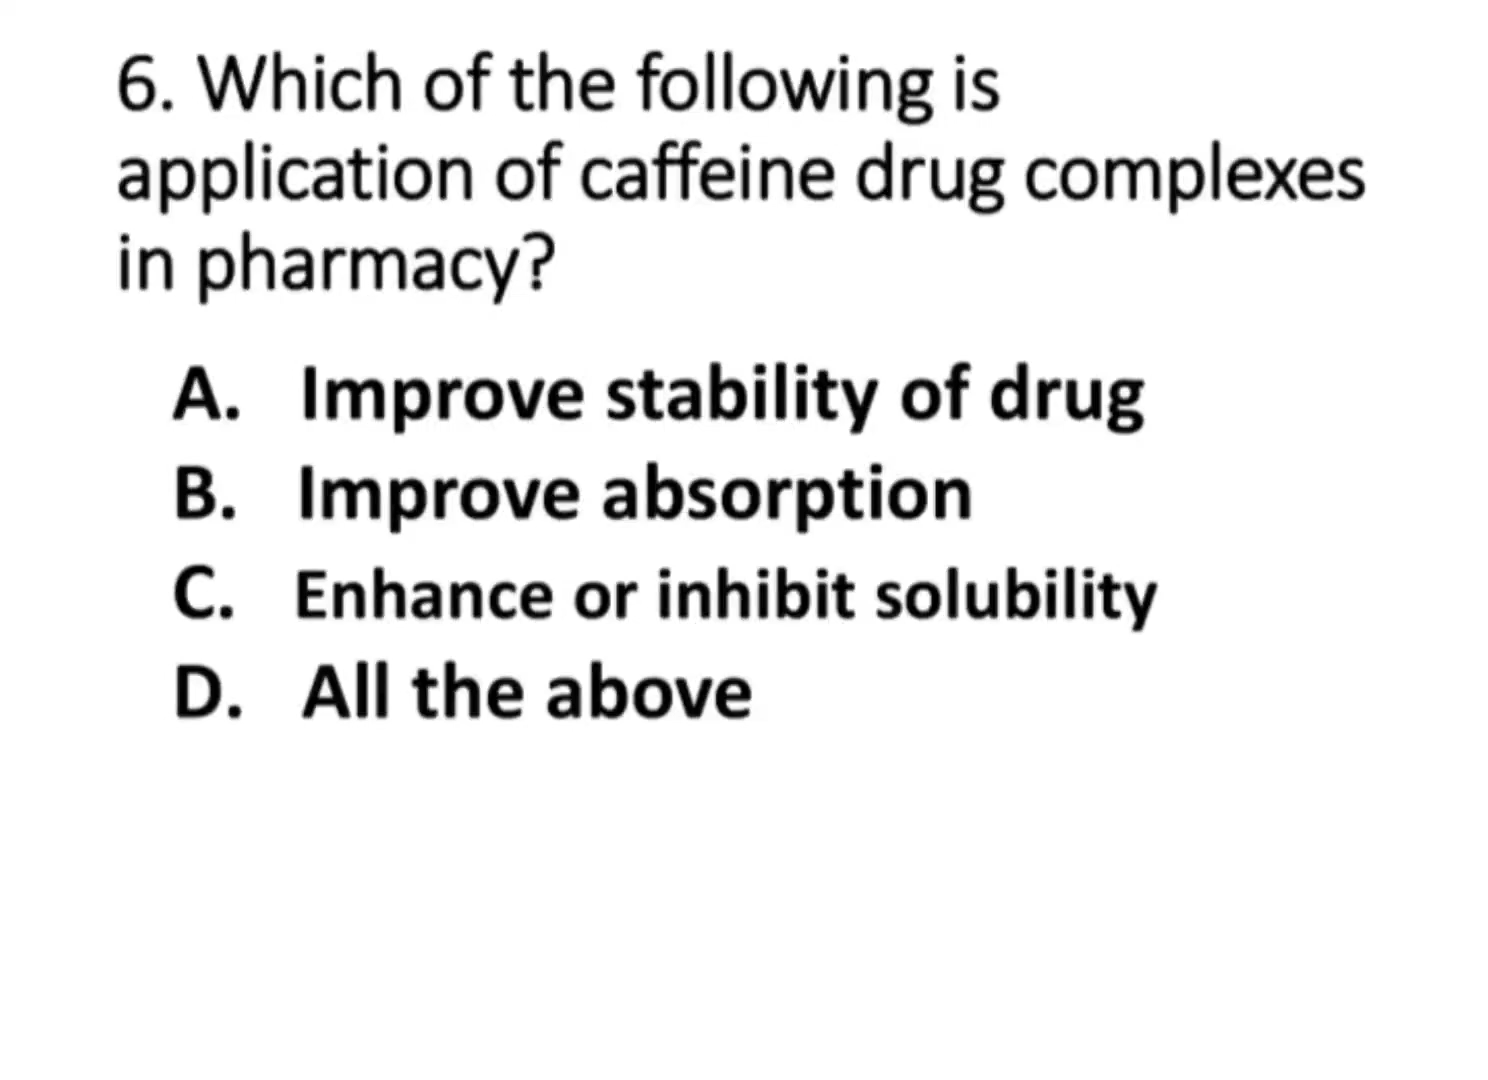 6. Which of the following is
application of caffeine drug complexes
in pharmacy?
A. Improve stability of drug
B. Improve absorption
C. Enhance or inhibit solubility
D. All the above